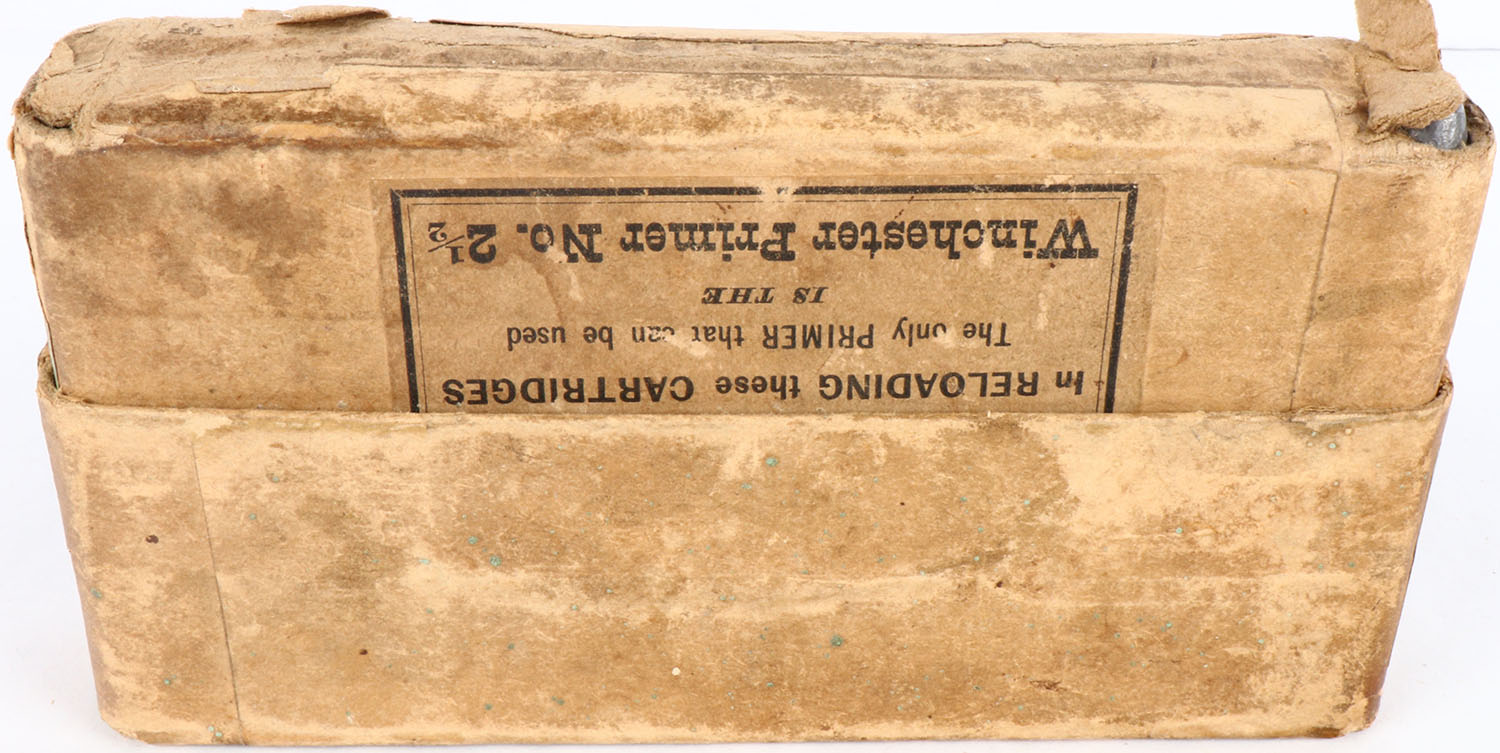 In RELOADING these CARTRIDGES
The only PRIMER that can be used
IS THE
Winchester Primer No. 2½